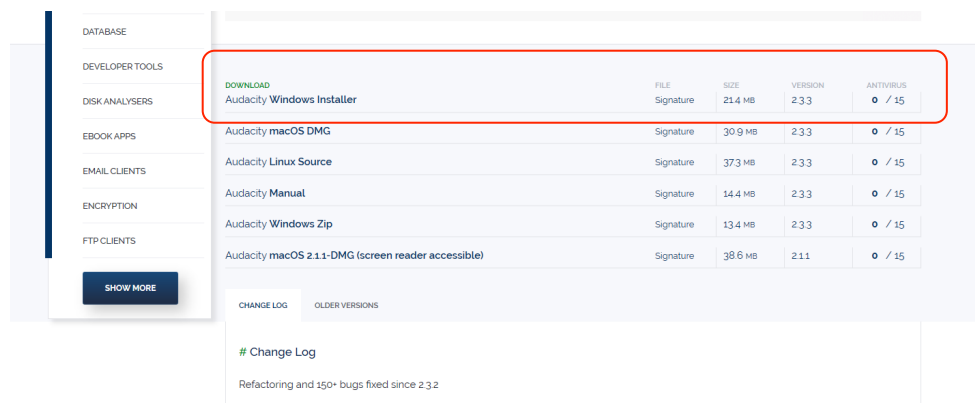 DATABASE
DEVELOPER TOOLS
DISK ANALYSERS
EBOOK APPS
EMAIL CLIENTS
ENCRYPTION
FTP CLIENTS
SHOW MORE
DOWNLOAD FILE SIZE VERSION ANTIVIRUS
Audacity Windows Installer Signature 21.4 MB 2.3.3 0 / 15
Audacity macOS DMG Signature 30.9 MB 2.3.3 0 / 15
Audacity Linux Source Signature 37.3 MB 2.3.3 0 / 15
Audacity Manual Signature 14.4 MB 2.3.3 0 / 15
Audacity Windows Zip Signature 13.4 MB 2.3.3 0 / 15
Audacity macOS 2.1.1-DMG (screen reader accessible) Signature 38.6 MB 2.1.1 0 / 15
CHANGE LOG OLDER VERSIONS
# Change Log
Refactoring and 150+ bugs fixed since 2.3.2